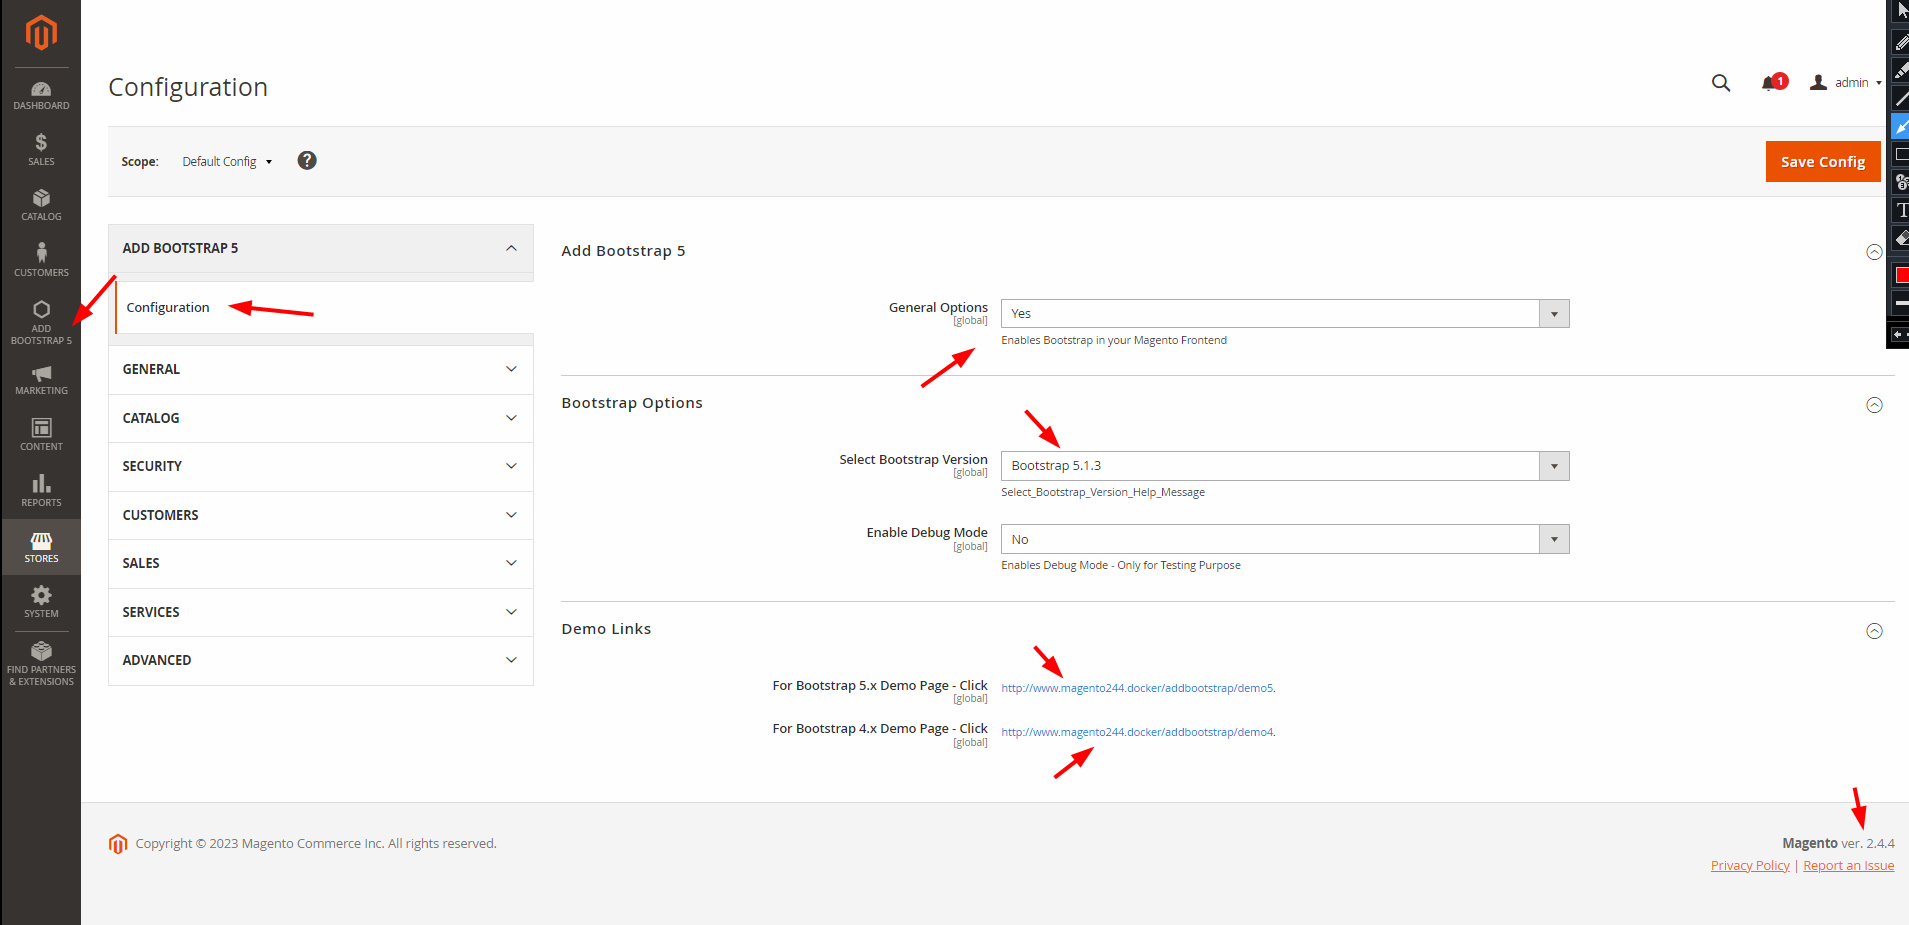 Configuration
1
admin
Scope:
Default Config
?
Save Config
DASHBOARD
SALES
CATALOG
CUSTOMERS
ADD
BOOTSTRAP 5
MARKETING
CONTENT
REPORTS
STORES
SYSTEM
FIND PARTNERS
& EXTENSIONS
ADD BOOTSTRAP 5
Configuration
GENERAL
CATALOG
SECURITY
CUSTOMERS
SALES
SERVICES
ADVANCED
Add Bootstrap 5
General Options
[global]
Yes
Enables Bootstrap in your Magento Frontend
Bootstrap Options
Select Bootstrap Version
[global]
Bootstrap 5.1.3
Select_Bootstrap_Version_Help_Message
Enable Debug Mode
[global]
No
Enables Debug Mode - Only for Testing Purpose
Demo Links
For Bootstrap 5.x Demo Page - Click
[global]
http://www.magento244.docker/addbootstrap/demo5.
For Bootstrap 4.x Demo Page - Click
[global]
http://www.magento244.docker/addbootstrap/demo4.
Copyright © 2023 Magento Commerce Inc. All rights reserved.
Magento ver. 2.4.4
Privacy Policy | Report an Issue
T